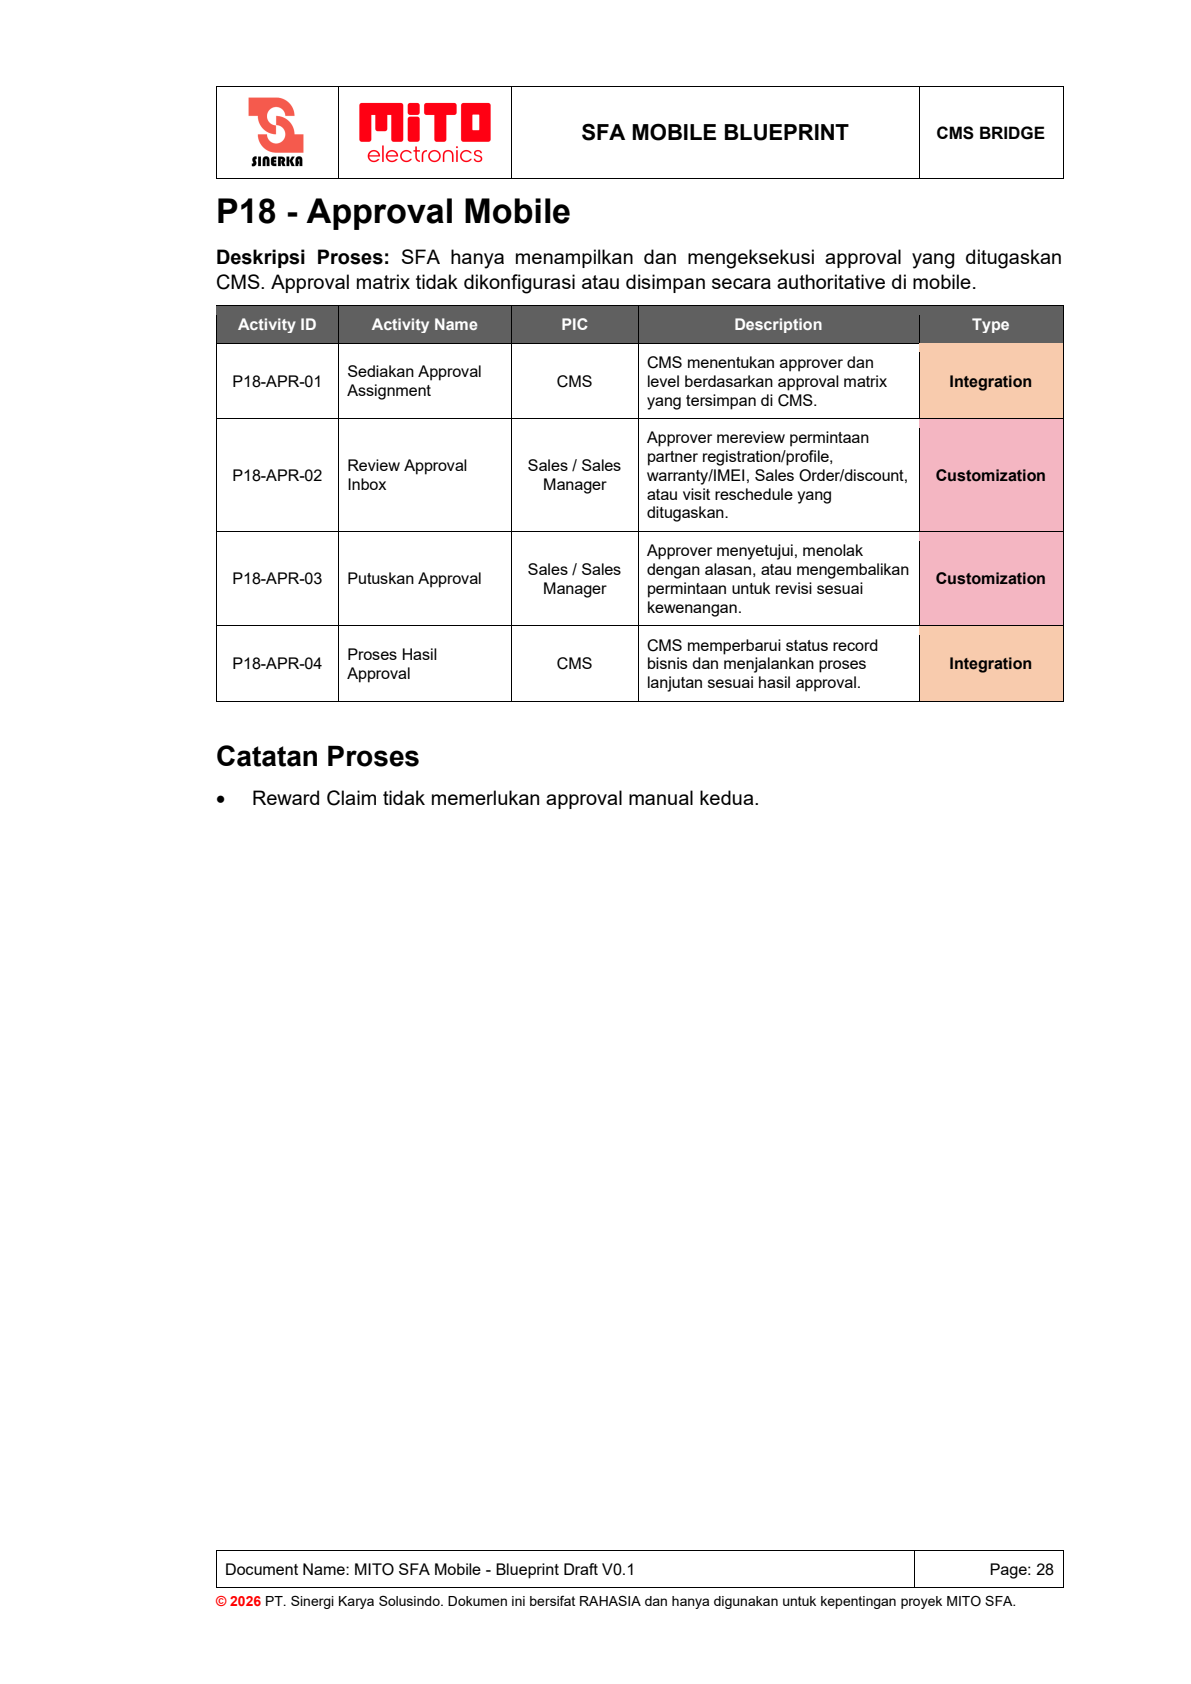 SINERKA
MiTO
electronics
SFA MOBILE BLUEPRINT
CMS BRIDGE
P18 - Approval Mobile
Deskripsi Proses: SFA hanya menampilkan dan mengeksekusi approval yang ditugaskan
CMS. Approval matrix tidak dikonfigurasi atau disimpan secara authoritative di mobile.
Activity ID
Activity Name
PIC
Description
Type
P18-APR-01
Sediakan Approval
Assignment
CMS
CMS menentukan approver dan
level berdasarkan approval matrix
yang tersimpan di CMS.
Integration
P18-APR-02
Review Approval
Inbox
Sales / Sales
Manager
Approver mereview permintaan
partner registration/profile,
warranty/IMEI, Sales Order/discount,
atau visit reschedule yang
ditugaskan.
Customization
P18-APR-03
Putuskan Approval
Sales / Sales
Manager
Approver menyetujui, menolak
dengan alasan, atau mengembalikan
permintaan untuk revisi sesuai
kewenangan.
Customization
P18-APR-04
Proses Hasil
Approval
CMS
CMS memperbarui status record
bisnis dan menjalankan proses
lanjutan sesuai hasil approval.
Integration
Catatan Proses
• Reward Claim tidak memerlukan approval manual kedua.
Document Name: MITO SFA Mobile - Blueprint Draft V0.1
Page: 28
© 2026 PT. Sinergi Karya Solusindo. Dokumen ini bersifat RAHASIA dan hanya digunakan untuk kepentingan proyek MITO SFA.